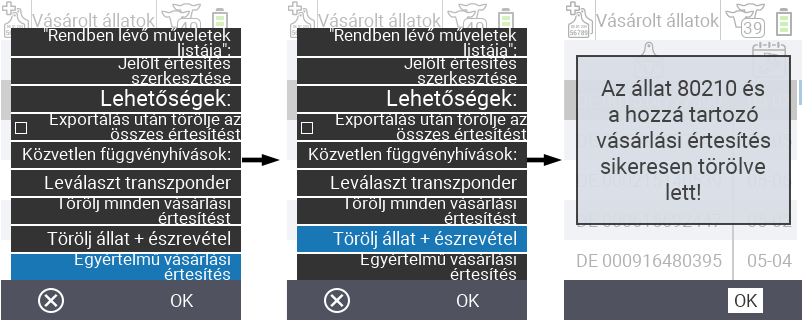 Vásárolt állatok
"Rendben lévő műveletek
listája":
Jelölt értesítés
szerkesztése
Lehetőségek:
Exportálás után törölje az
összes értesítést
Közvetlen függvényhívások:
Leválaszt transzponder
Törölj minden vásárlási
értesítést
Törölj állat + észrevétel
Egyértelmű vásárlási
értesítés
OK
Vásárolt állatok
"Rendben lévő műveletek
listája":
Jelölt értesítés
szerkesztése
Lehetőségek:
Exportálás után törölje az
összes értesítést
Közvetlen függvényhívások:
Leválaszt transzponder
Törölj minden vásárlási
értesítést
Törölj állat + észrevétel
Egyértelmű vásárlási
értesítés
OK
Vásárolt állatok
39
Az állat 80210 és
a hozzá tartozó
vásárlási értesítés
sikeresen törölve
lett!
DE 000916480395 05-04
OK